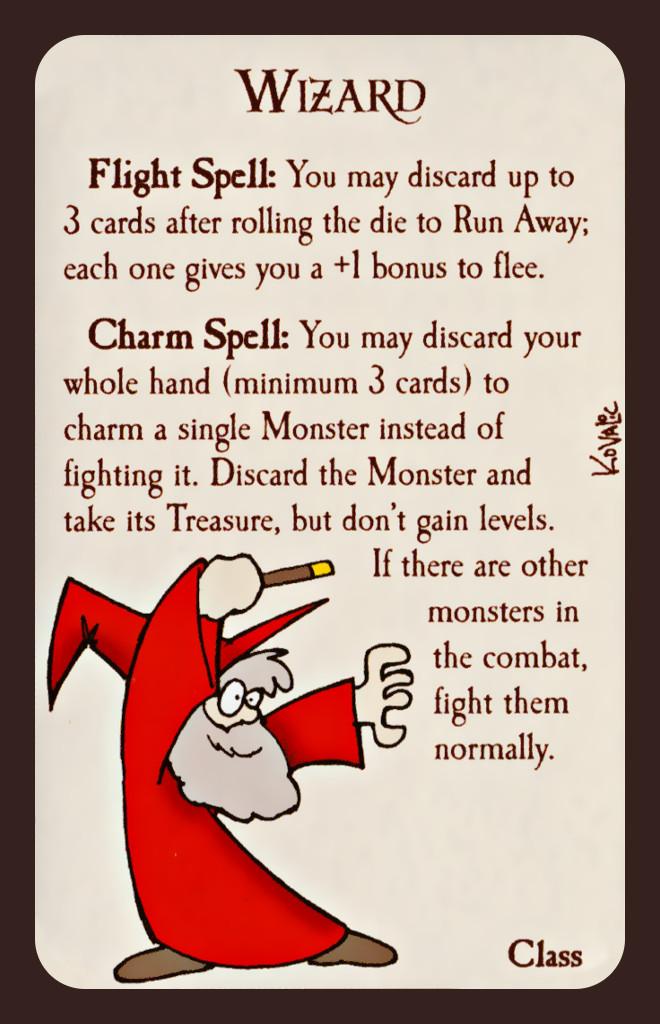 WIZARD
Flight Spell: You may discard up to
3 cards after rolling the die to Run Away;
each one gives you a +1 bonus to flee.
Charm Spell: You may discard your
whole hand (minimum 3 cards) to
charm a single Monster instead of
fighting it. Discard the Monster and
take its Treasure, but don't gain levels.
If there are other
monsters in
the combat,
fight them
normally.
KOVALIC
Class